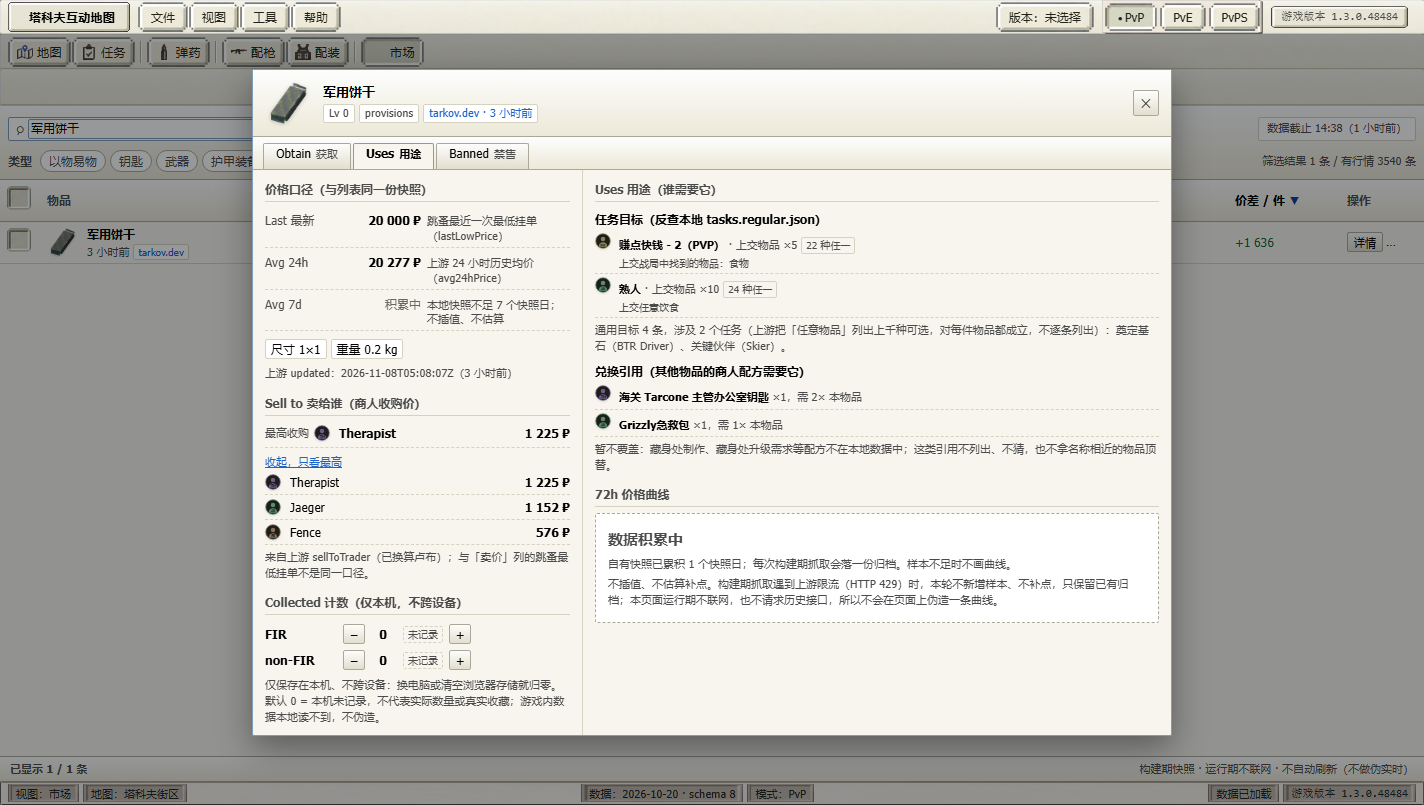 塔科夫互动地图
文件
视图
工具
帮助
版本：未选择
•PvP
PvE
PvPS
游戏版本 1.3.0.48484
地图
任务
弹药
配枪
配装
市场
军用饼干
数据截止 14:38（1 小时前）
类型
以物易物
钥匙
武器
护甲装备
筛选结果 1 条 / 有行情 3540 条
物品
价差 / 件 ▼
操作
军用饼干
3 小时前 tarkov.dev
+1 636
详情 ...
军用饼干
Lv 0
provisions
tarkov.dev · 3 小时前
×
Obtain 获取
Uses 用途
Banned 禁售
价格口径（与列表同一份快照）
Last 最新 20 000 ₽ 跳蚤最近一次最低挂单
（lastLowPrice）
Avg 24h 20 277 ₽ 上游 24 小时历史均价
（avg24hPrice）
Avg 7d 积累中 本地快照不足 7 个快照日；
不插值、不估算
尺寸 1×1 重量 0.2 kg
上游 updated：2026-11-08T05:08:07Z（3 小时前）
Sell to 卖给谁（商人收购价）
最高收购 Therapist 1 225 ₽
收起，只看最高
Therapist 1 225 ₽
Jaeger 1 152 ₽
Fence 576 ₽
来自上游 sellToTrader（已换算卢布）；与「卖价」列的跳蚤最
低挂单不是同一口径。
Collected 计数（仅本机，不跨设备）
FIR − 0 未记录 +
non-FIR − 0 未记录 +
仅保存在本机、不跨设备：换电脑或清空浏览器存储就归零。
默认 0 = 本机未记录，不代表实际数量或真实收藏；游戏内数
据本地读不到，不伪造。
Uses 用途（谁需要它）
任务目标（反查本地 tasks.regular.json）
赚点快钱 - 2（PVP） · 上交物品 ×5 22 种任一
上交战局中找到的物品：食物
熟人 · 上交物品 ×10 24 种任一
上交任意饮食
通用目标 4 条，涉及 2 个任务（上游把「任意物品」列出上千种可选，对每件物品都成立，不逐条列出）：奠定基
石（BTR Driver）、关键伙伴（Skier）。
兑换引用（其他物品的商人配方需要它）
海关 Tarcone 主管办公室钥匙 ×1，需 2× 本物品
Grizzly急救包 ×1，需 1× 本物品
暂不覆盖：藏身处制作、藏身处升级需求等配方不在本地数据中；这类引用不列出、不猜，也不拿名称相近的物品顶
替。
72h 价格曲线
数据积累中
自有快照已累积 1 个快照日；每次构建期抓取会落一份归档。样本不足时不画曲线。
不插值、不估算补点。构建期抓取遇到上游限流（HTTP 429）时，本轮不新增样本、不补点，只保留已有归
档；本页面运行期不联网，也不请求历史接口，所以不会在页面上伪造一条曲线。
已显示 1 / 1 条
构建期快照 · 运行期不联网 · 不自动刷新（不做伪实时）
视图：市场
地图：塔科夫街区
数据：2026-10-20 · schema 8
模式：PvP
数据已加载
游戏版本 1.3.0.48484